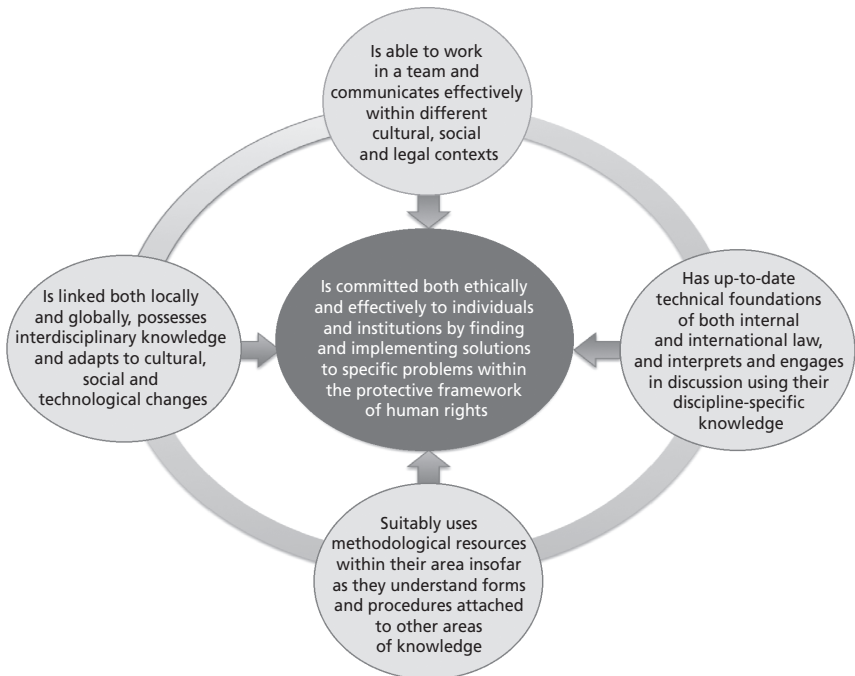 Is able to work
in a team and
communicates effectively
within different
cultural, social
and legal contexts
Is linked both locally
and globally, possesses
interdisciplinary knowledge
and adapts to cultural,
social and
technological changes
Is committed both ethically
and effectively to individuals
and institutions by finding
and implementing solutions
to specific problems within
the protective framework
of human rights
Has up-to-date
technical foundations
of both internal
and international law,
and interprets and engages
in discussion using their
discipline-specific
knowledge
Suitably uses
methodological resources
within their area insofar
as they understand forms
and procedures attached
to other areas
of knowledge